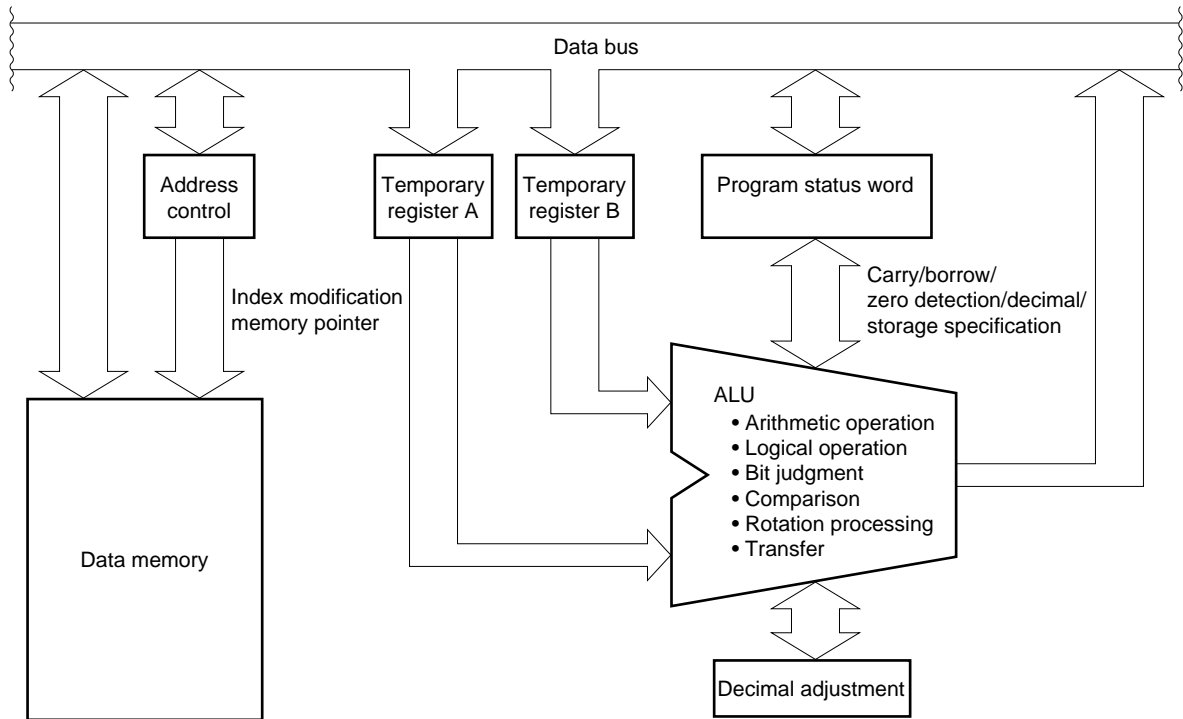 Data bus
Address
control
Temporary
register A
Temporary
register B
Program status word
Index modification
memory pointer
Carry/borrow/
zero detection/decimal/
storage specification
ALU
• Arithmetic operation
• Logical operation
• Bit judgment
• Comparison
• Rotation processing
• Transfer
Data memory
Decimal adjustment